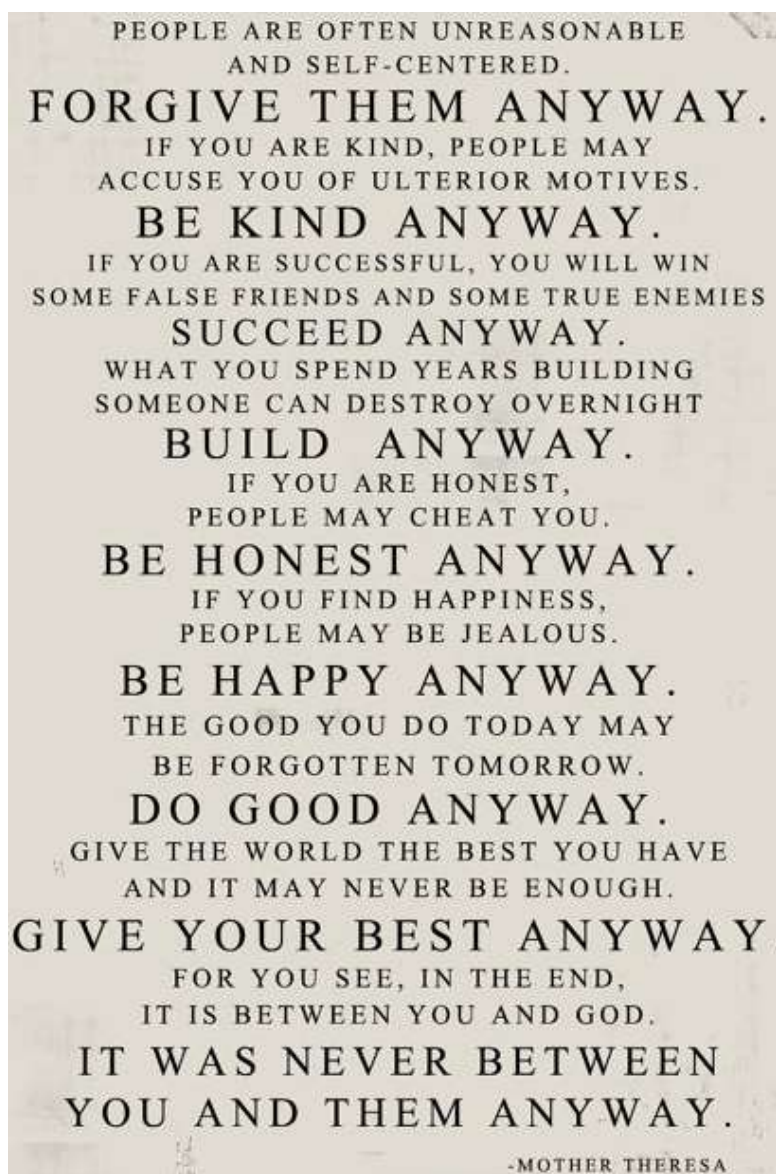 PEOPLE ARE OFTEN UNREASONABLE
AND SELF-CENTERED.
FORGIVE THEM ANYWAY.
IF YOU ARE KIND, PEOPLE MAY
ACCUSE YOU OF ULTERIOR MOTIVES.
BE KIND ANYWAY.
IF YOU ARE SUCCESSFUL, YOU WILL WIN
SOME FALSE FRIENDS AND SOME TRUE ENEMIES
SUCCEED ANYWAY.
WHAT YOU SPEND YEARS BUILDING
SOMEONE CAN DESTROY OVERNIGHT
BUILD ANYWAY.
IF YOU ARE HONEST,
PEOPLE MAY CHEAT YOU.
BE HONEST ANYWAY.
IF YOU FIND HAPPINESS,
PEOPLE MAY BE JEALOUS.
BE HAPPY ANYWAY.
THE GOOD YOU DO TODAY MAY
BE FORGOTTEN TOMORROW.
DO GOOD ANYWAY.
GIVE THE WORLD THE BEST YOU HAVE
AND IT MAY NEVER BE ENOUGH.
GIVE YOUR BEST ANYWAY
FOR YOU SEE, IN THE END,
IT IS BETWEEN YOU AND GOD.
IT WAS NEVER BETWEEN
YOU AND THEM ANYWAY.
-MOTHER THERESA